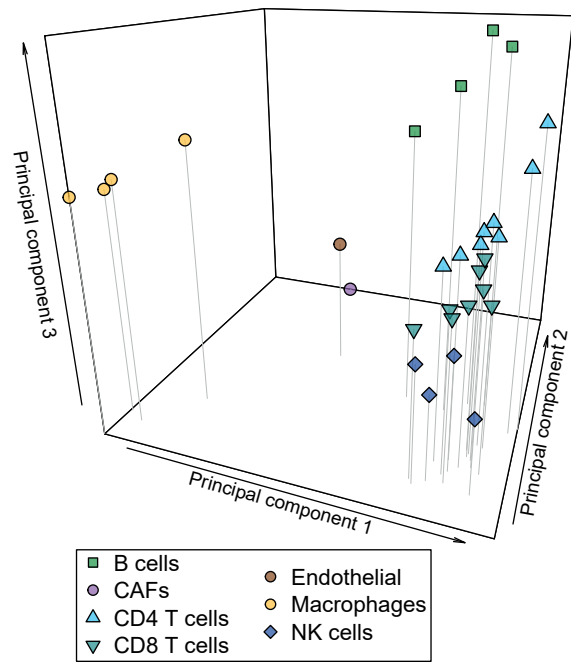 Principal component 3
Principal component 2
Principal component 1
B cells
CAFs
CD4 T cells
CD8 T cells
Endothelial
Macrophages
NK cells